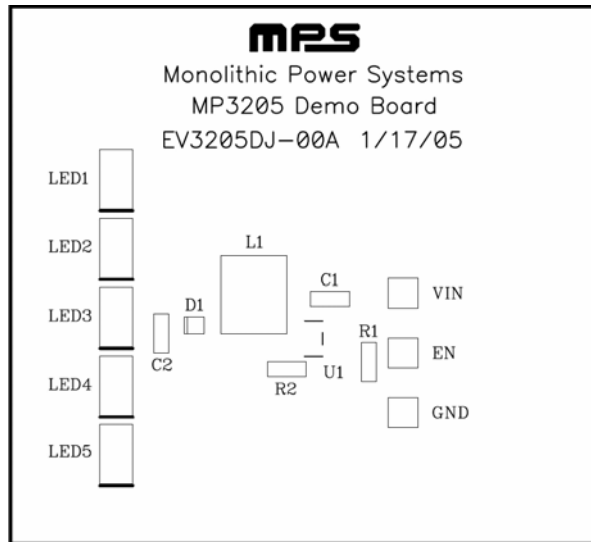 mps
Monolithic Power Systems
MP3205 Demo Board
EV3205DJ-00A 1/17/05
LED1
LED2
L1
C1
VIN
LED3
D1
R1
EN
C2
U1
LED4
R2
GND
LED5